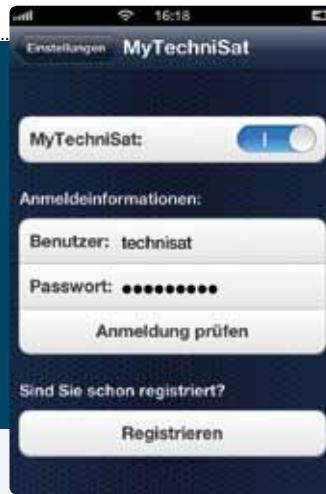 16:18
Einstellungen MyTechniSat
MyTechniSat:
Anmeldeinformationen:
Benutzer: technisat
Passwort: ●●●●●●●●●
Anmeldung prüfen
Sind Sie schon registriert?
Registrieren